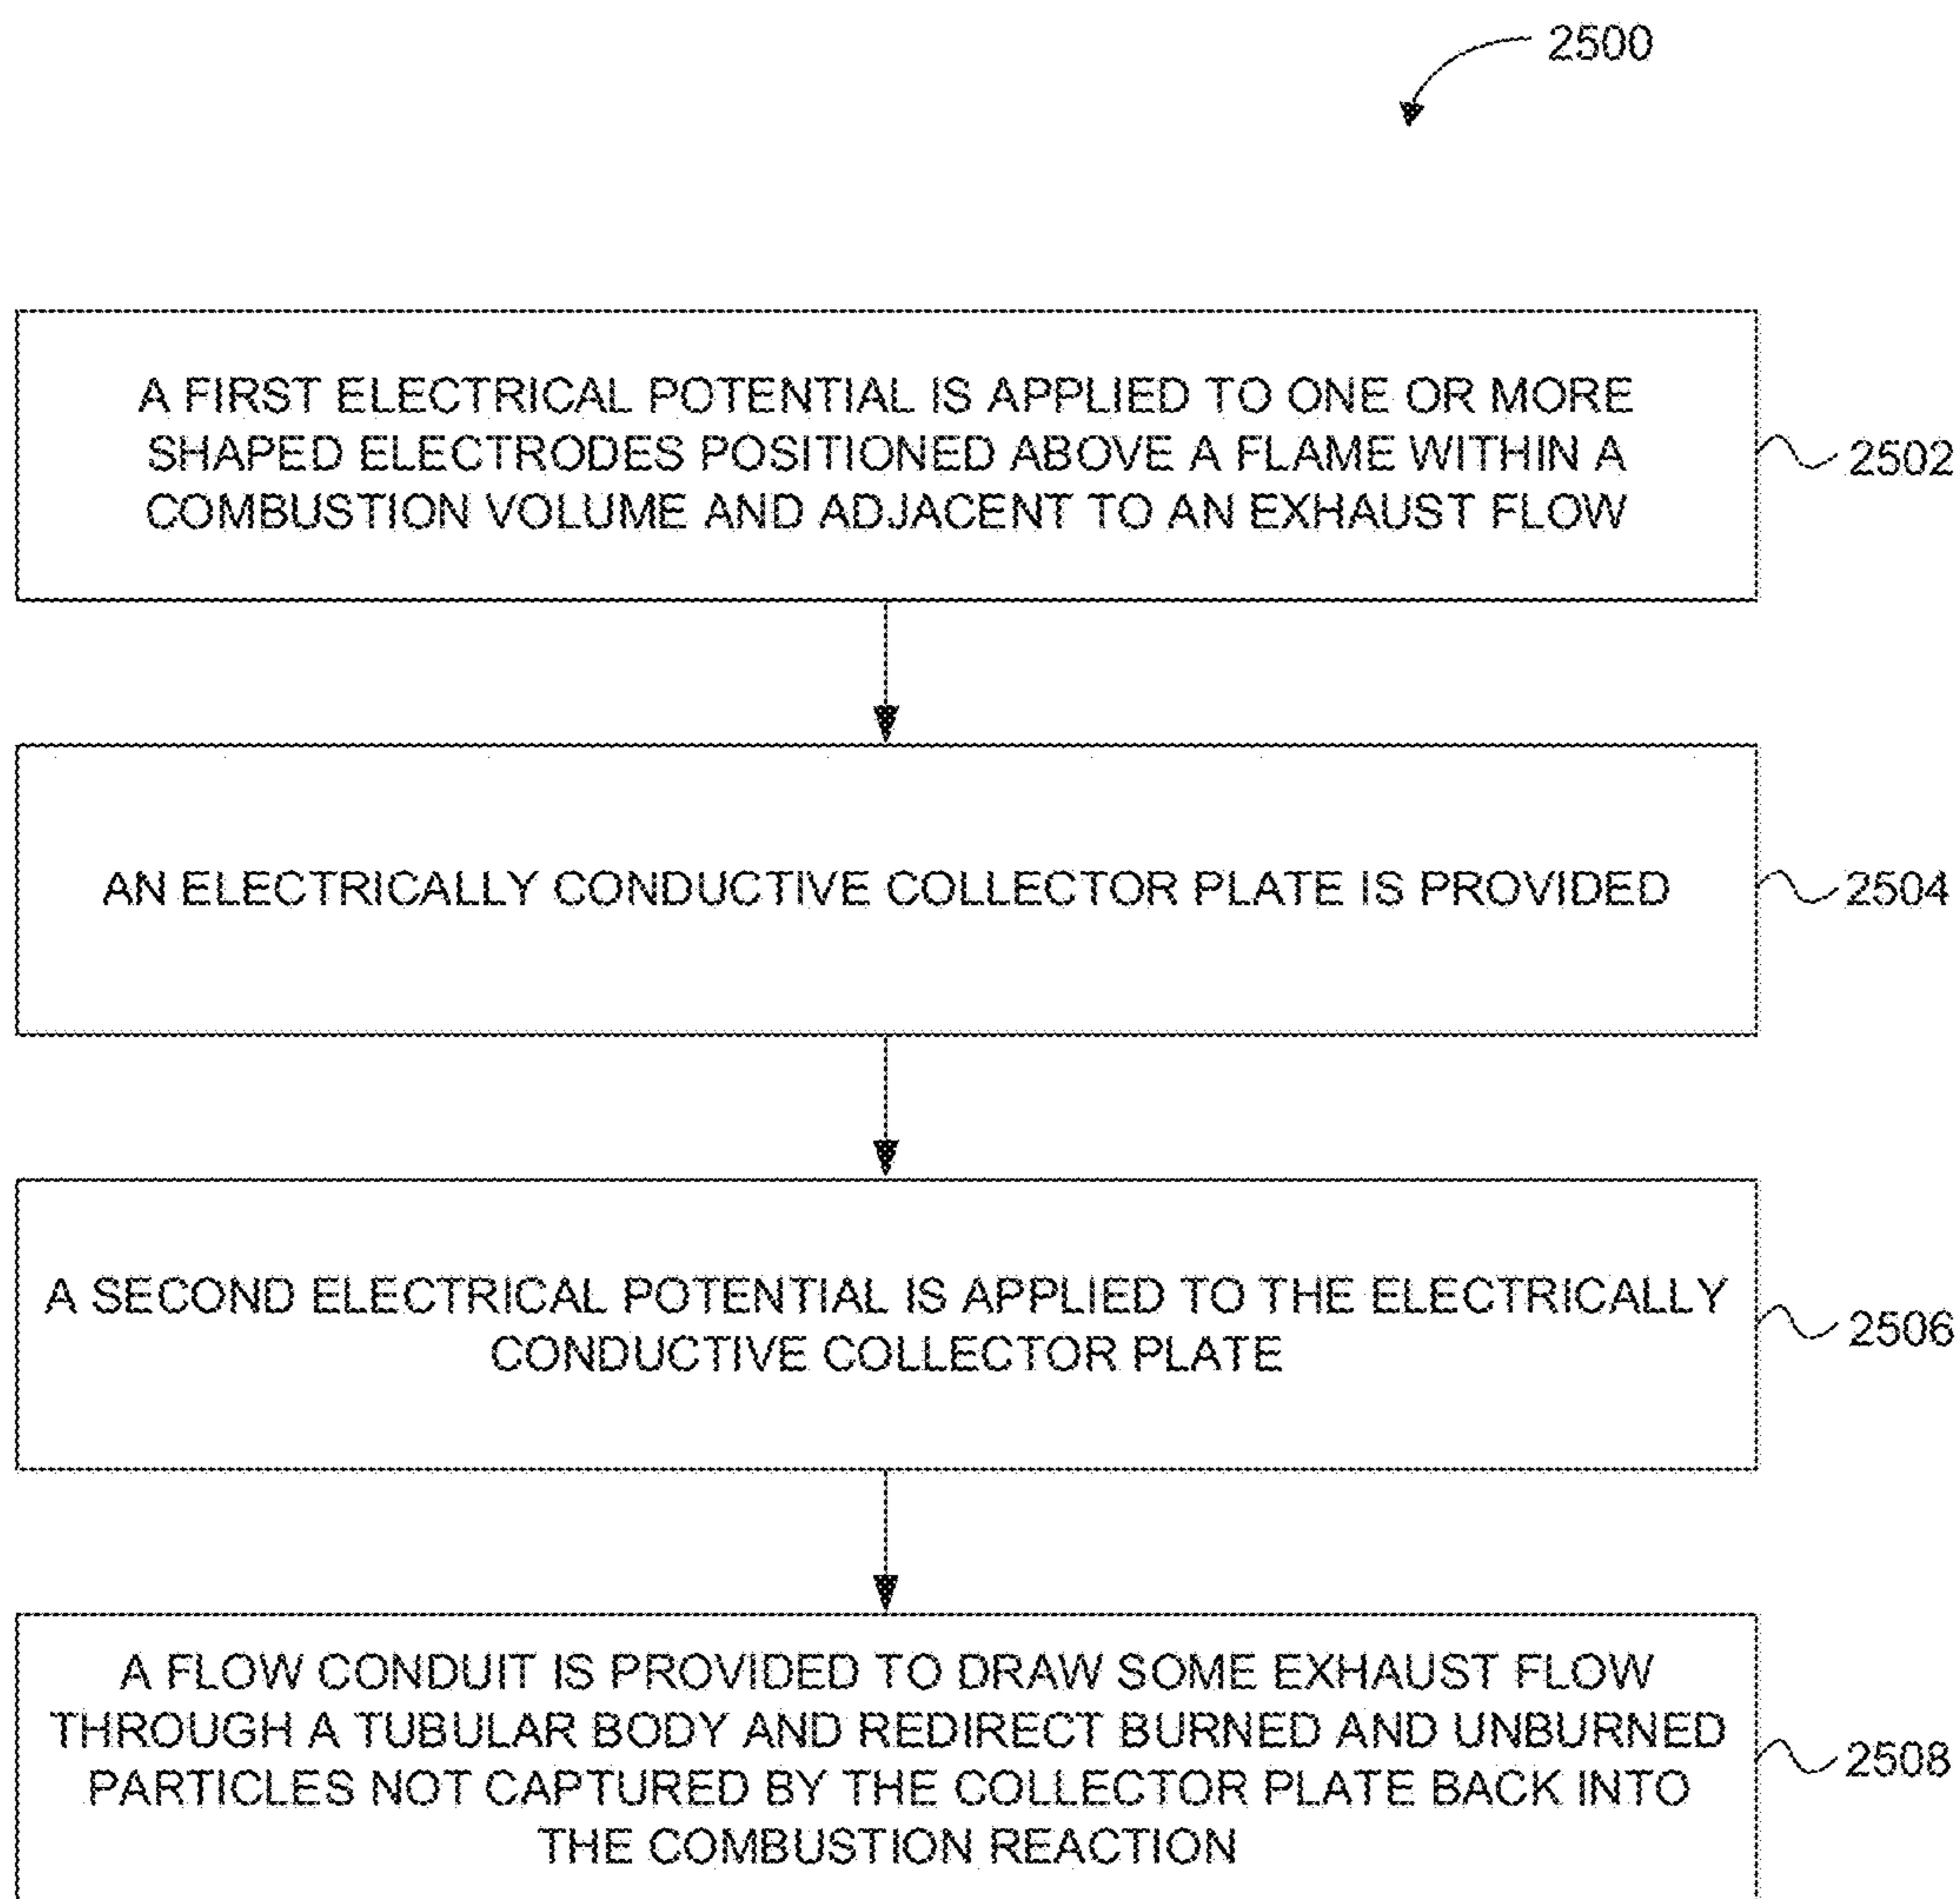 2500
A FIRST ELECTRICAL POTENTIAL IS APPLIED TO ONE OR MORE
SHAPED ELECTRODES POSITIONED ABOVE A FLAME WITHIN A
COMBUSTION VOLUME AND ADJACENT TO AN EXHAUST FLOW
2502
AN ELECTRICALLY CONDUCTIVE COLLECTOR PLATE IS PROVIDED
2504
A SECOND ELECTRICAL POTENTIAL IS APPLIED TO THE ELECTRICALLY
CONDUCTIVE COLLECTOR PLATE
2506
A FLOW CONDUIT IS PROVIDED TO DRAW SOME EXHAUST FLOW
THROUGH A TUBULAR BODY AND REDIRECT BURNED AND UNBURNED
PARTICLES NOT CAPTURED BY THE COLLECTOR PLATE BACK INTO
THE COMBUSTION REACTION
2508